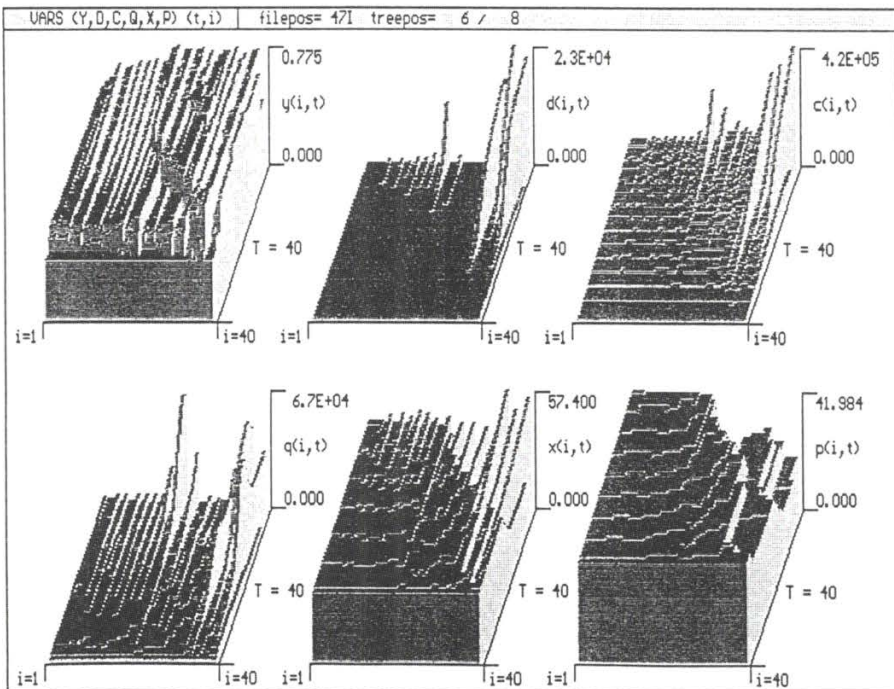 VARS (Y,D,C,Q,X,P) (t,i) filepos= 471 treepos= 6 / 8
0.775
y(i,t)
0.000
T = 40
i=1 i=40
2.3E+04
d(i,t)
0.000
T = 40
i=1 i=40
4.2E+05
c(i,t)
0.000
T = 40
i=1 i=40
6.7E+04
q(i,t)
0.000
T = 40
i=1 i=40
57.400
x(i,t)
0.000
T = 40
i=1 i=40
41.984
p(i,t)
0.000
T = 40
i=1 i=40